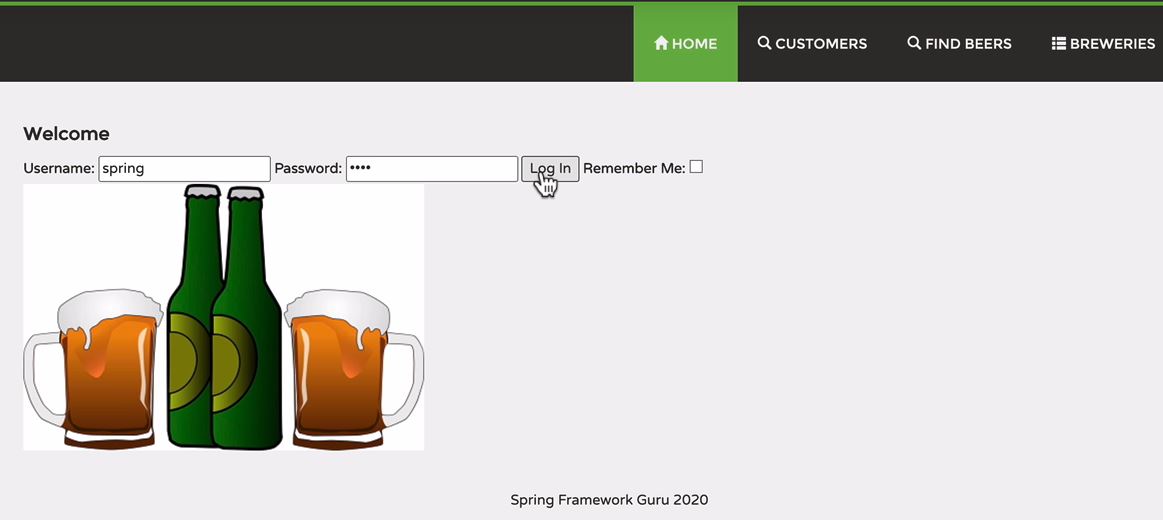 HOME CUSTOMERS FIND BEERS BREWERIES
Welcome
Username: spring Password: •••• Log In Remember Me:
Spring Framework Guru 2020